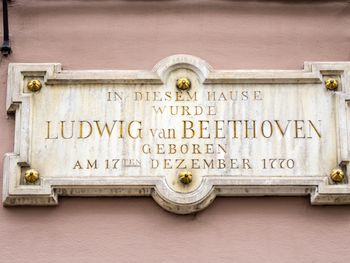 IN DIESEM HAUSE
WURDE
LUDWIG van BEETHOVEN
GEBOREN
AM 17TEN DEZEMBER 1770